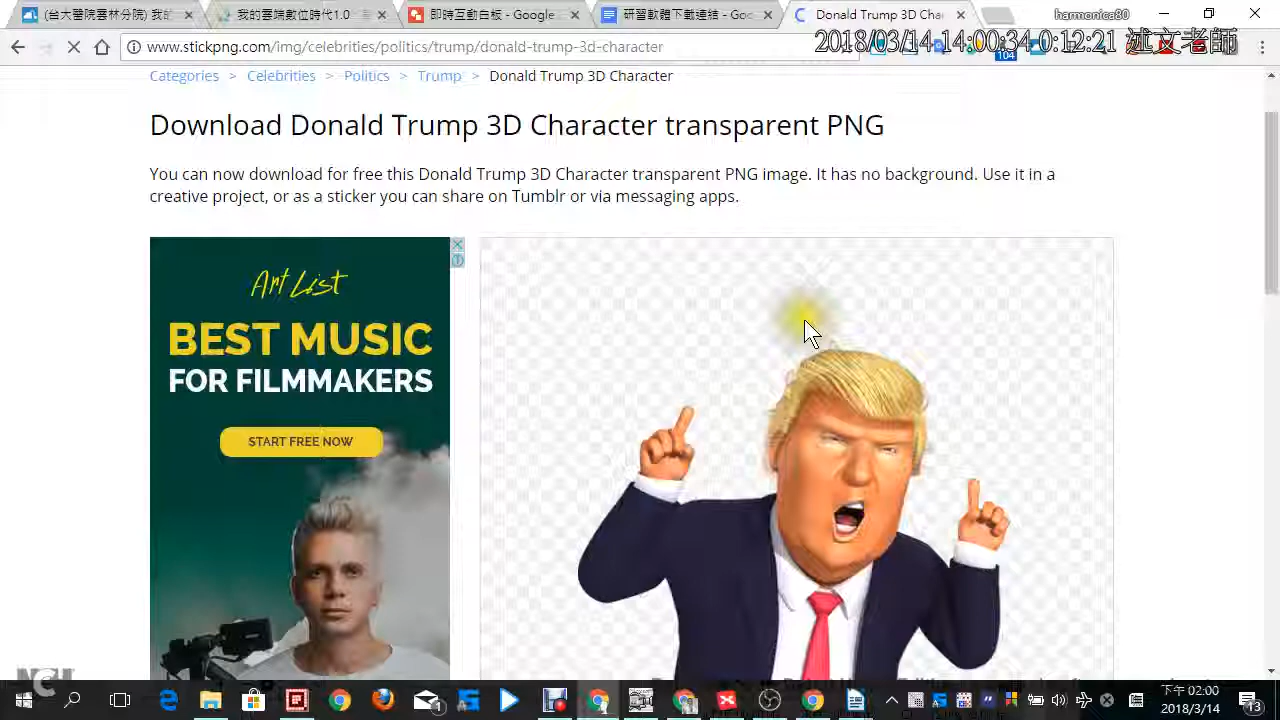 (台大醫院雲林分院) 我
我的雲端數位時代
即時互動白板 - Google
研習軟體下載連結 - Goc
Donald Trump 3D Cha
harmonica80
www.stickpng.com/img/celebrities/politics/trump/donald-trump-3d-character
2018/03/14-14:00:34-0:12:21 述文老師
104
Categories > Celebrities > Politics > Trump > Donald Trump 3D Character
Download Donald Trump 3D Character transparent PNG
You can now download for free this Donald Trump 3D Character transparent PNG image. It has no background. Use it in a
creative project, or as a sticker you can share on Tumblr or via messaging apps.
Art List
BEST MUSIC
FOR FILMMAKERS
START FREE NOW
下午 02:00
2018/3/14
13